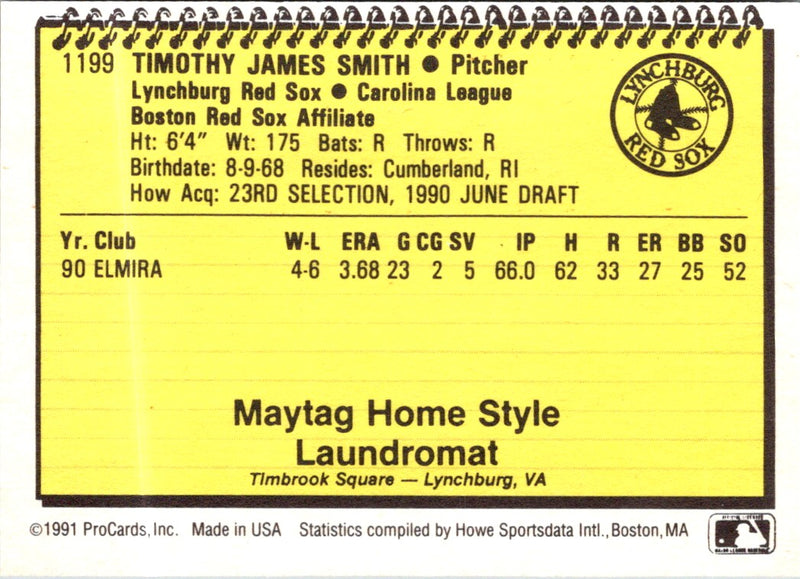 1199 TIMOTHY JAMES SMITH ● Pitcher
Lynchburg Red Sox ● Carolina League
Boston Red Sox Affiliate
Ht: 6'4" Wt: 175 Bats: R Throws: R
Birthdate: 8-9-68 Resides: Cumberland, RI
How Acq: 23RD SELECTION, 1990 JUNE DRAFT
LYNCHBURG
RED SOX
Yr. Club W-L ERA G CG SV IP H R ER BB SO
90 ELMIRA 4-6 3.68 23 2 5 66.0 62 33 27 25 52
Maytag Home Style
Laundromat
Timbrook Square — Lynchburg, VA
©1991 ProCards, Inc. Made in USA Statistics compiled by Howe Sportsdata Intl., Boston, MA